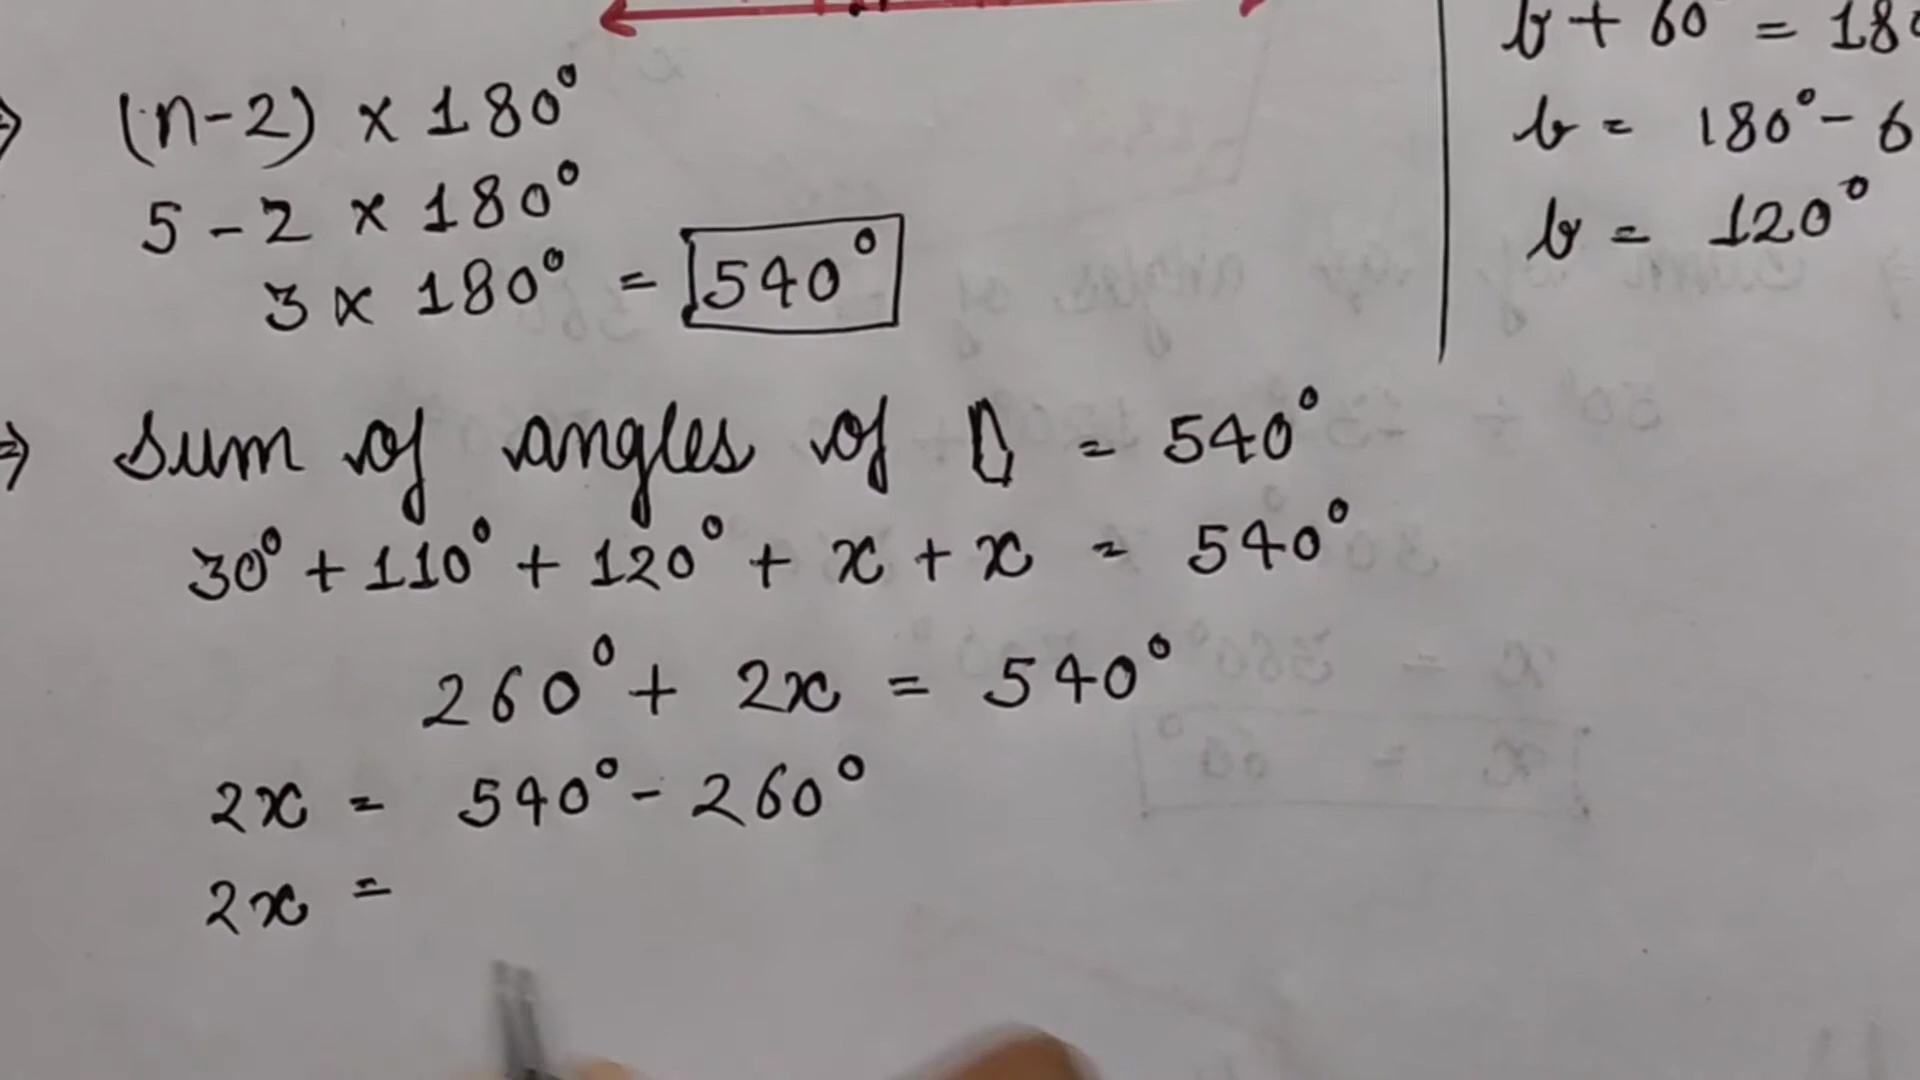 (n-2) × 180°
5 - 2 × 180°
3 × 180° = 540°
b + 60 = 180
b = 180° - 6
b = 120°
⇒ Sum of angles of = 540°
30° + 110° + 120° + x + x = 540°
260° + 2x = 540°
2x = 540° - 260°
2x =